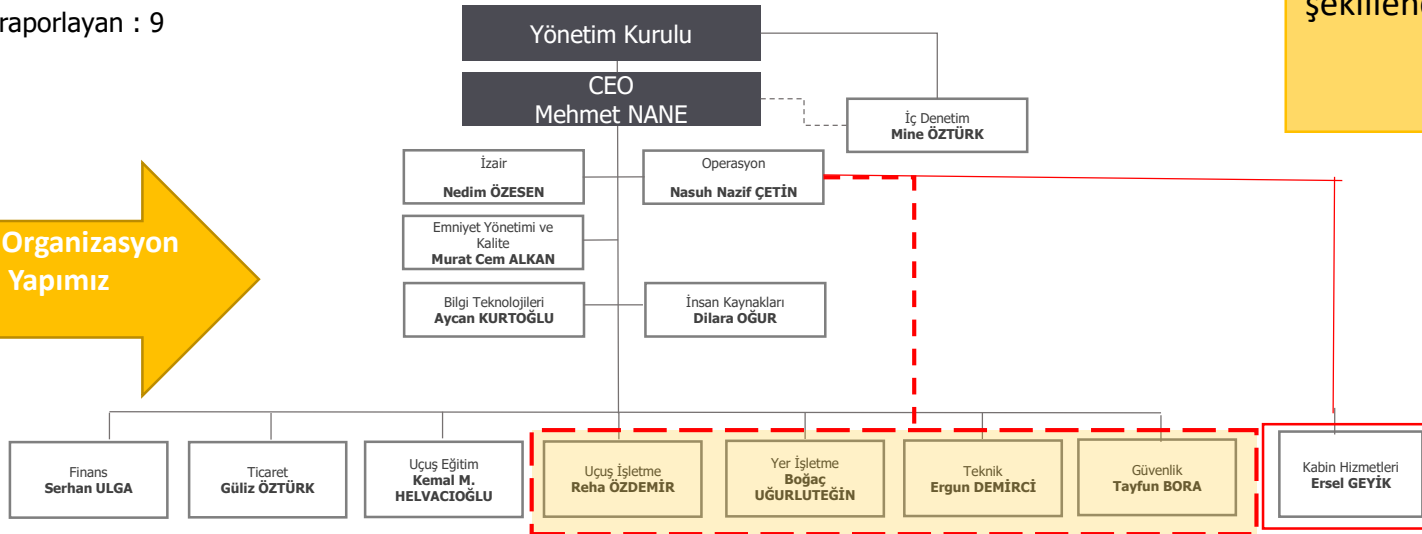 raporlayan : 9
Yönetim Kurulu
CEO
Mehmet NANE
İç Denetim
Mine ÖZTÜRK
İzair
Nedim ÖZESEN
Operasyon
Nasuh Nazif ÇETİN
Emniyet Yönetimi ve
Kalite
Murat Cem ALKAN
Organizasyon
Yapımız
Bilgi Teknolojileri
Aycan KURTOĞLU
İnsan Kaynakları
Dilara OĞUR
Finans
Serhan ULGA
Ticaret
Güliz ÖZTÜRK
Uçuş Eğitim
Kemal M.
HELVACIOĞLU
Uçuş İşletme
Reha ÖZDEMİR
Yer İşletme
Boğaç
UĞURLUTEĞİN
Teknik
Ergun DEMİRCİ
Güvenlik
Tayfun BORA
Kabin Hizmetleri
Ersel GEYİK